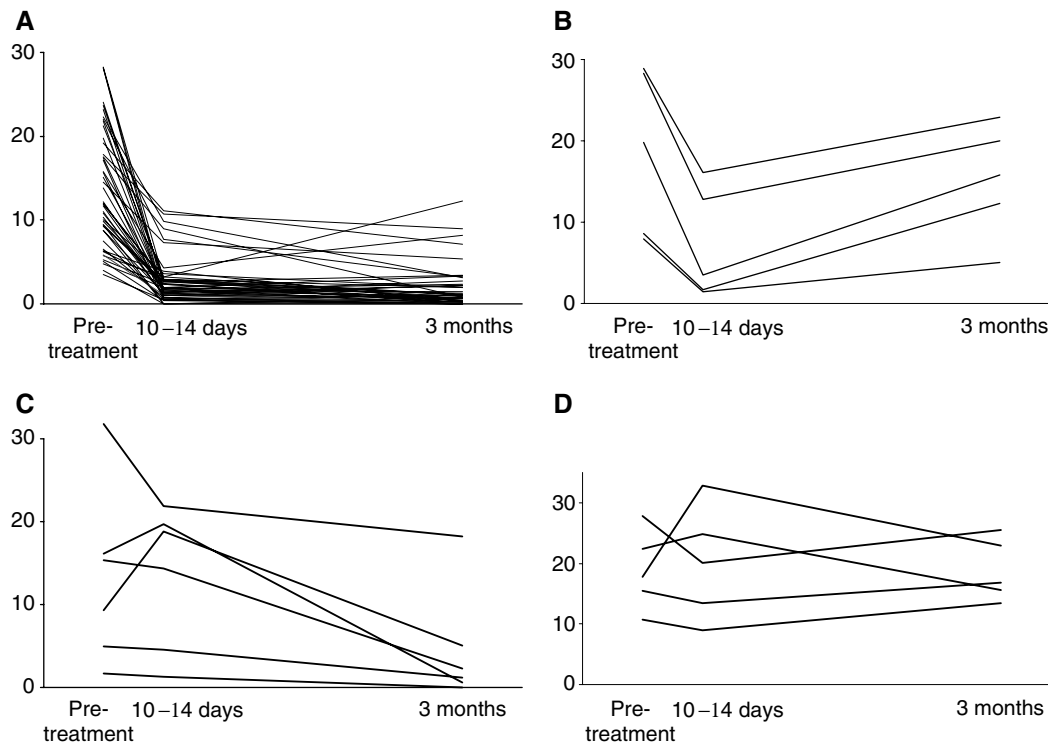 A
30
20
10
0
Pre-
treatment
10–14 days
3 months
B
30
20
10
0
Pre-
treatment
10–14 days
3 months
C
30
20
10
0
Pre-
treatment
10–14 days
3 months
D
30
20
10
0
Pre-
treatment
10–14 days
3 months